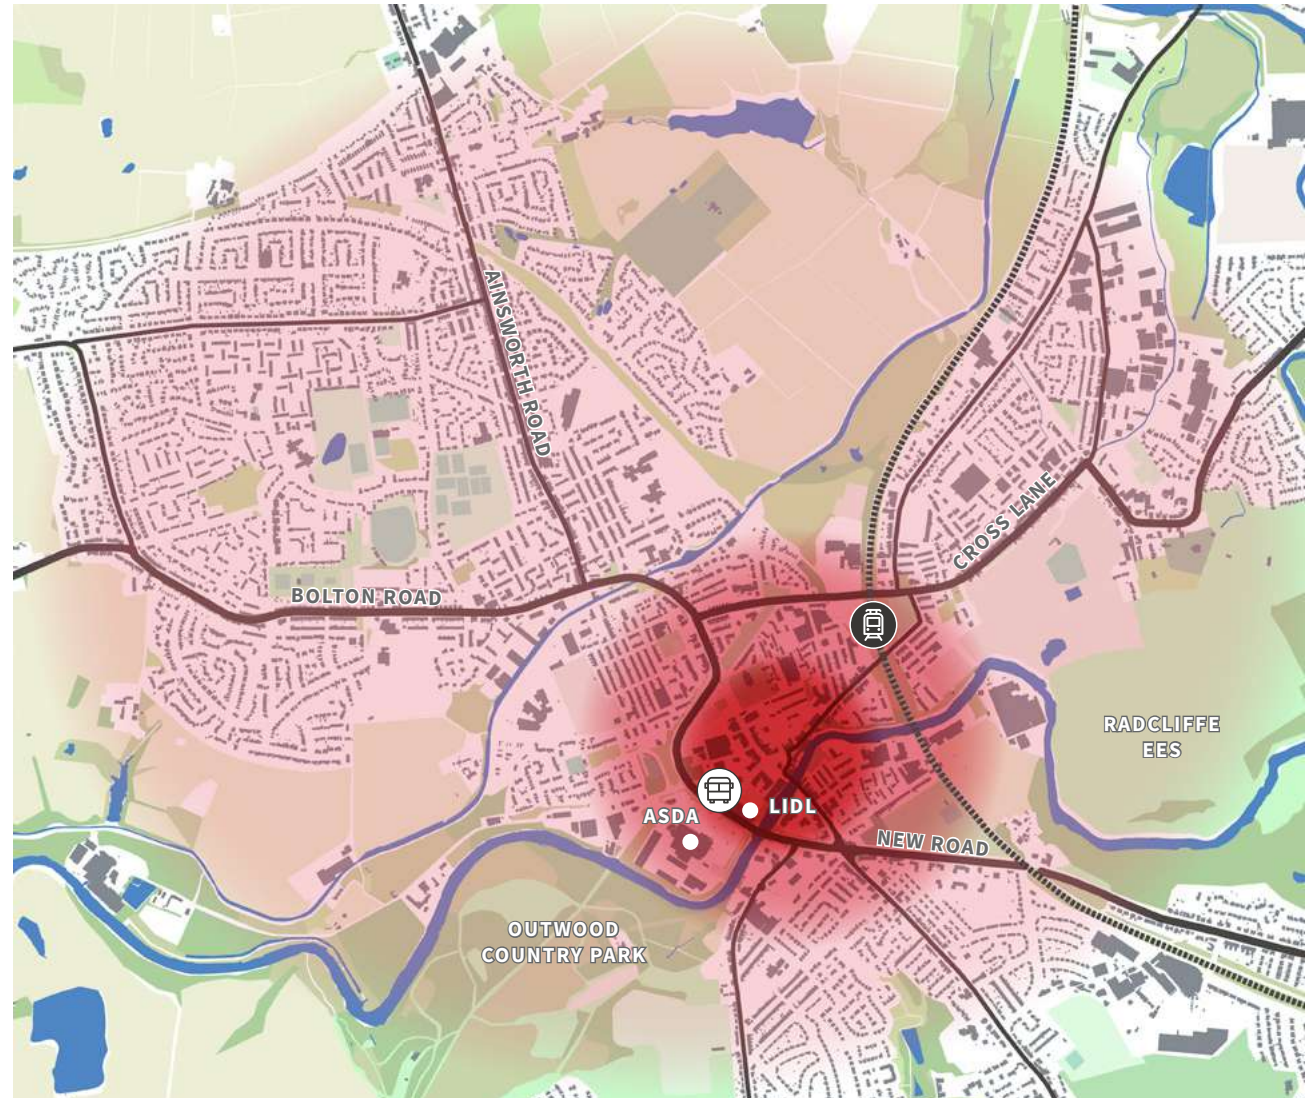 AINSWORTH ROAD
CROSS LANE
BOLTON ROAD
RADCLIFFE
EES
ASDA
LIDL
NEW ROAD
OUTWOOD
COUNTRY PARK